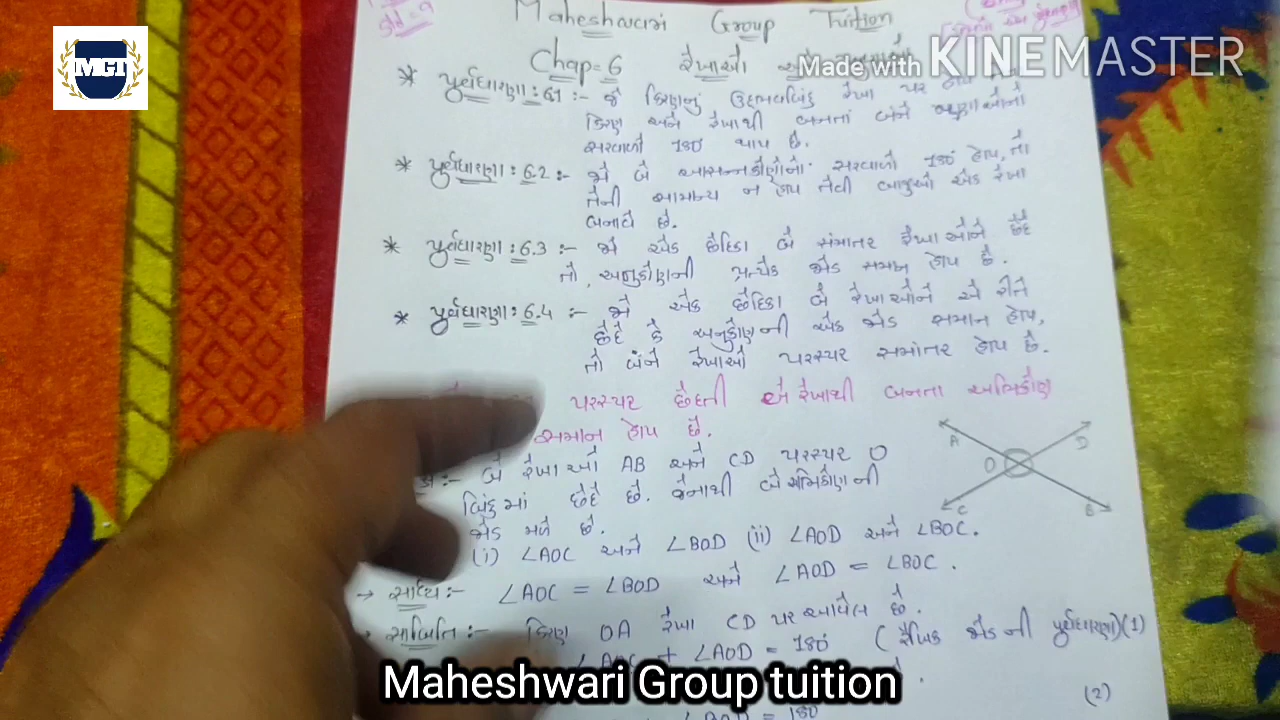 MGT
Made with KINEMASTER
Maheshwari Group Tuition
Chap = 6 રેખાઓ
* પુર્વધારણા : 6.1 :- જો કિરણનું ઉદ્દભવબિંદુ રેખા પર હોય
કિરણ અને રેખાથી બનતાં બંને ખૂણાઓનો
સરવાળો 180 થાય છે.
* પુર્વધારણા : 6.2 :- જો બે આસન્નકોણોનો સરવાળો 180 હોય, તો
તેની સામાન્ય ન હોય તેવી બાજુઓ એક રેખા
બનાવે છે.
* પુર્વધારણા : 6.3 :- જો એક છેદિકા બે સંમાતર રેખાઓને છેદે
તો, અનુકોણની પ્રત્યેક જોડ સમાન હોય છે.
* પુર્વધારણા : 6.4 :- જો એક છેદિકા બે રેખાઓને એ રીતે
છેદે કે અનુકોણની એક જોડ સમાન હોય,
તો બંને રેખાઓ પરસ્પર સમાંતર હોય છે.
પરસ્પર છેદતી બે રેખાથી બનતા અભિકોણ
સમાન હોય છે.
:- બે રેખાઓ AB અને CD પરસ્પર O
બિંદુમાં છેદે છે. જેનાથી બે અભિકોણની
જોડ મળે છે.
(i) ∠AOC અને ∠BOD (ii) ∠AOD અને ∠BOC.
A D O C B
→ સાધ્ય :- ∠AOC = ∠BOD અને ∠AOD = ∠BOC.
સાબિતિ :- કિરણ OA રેખા CD પર આવેલ છે.
+ ∠AOD = 180 (રૈખિક જોડની પુર્વધારણા) (1)
(2)
Maheshwari Group tuition
= 180